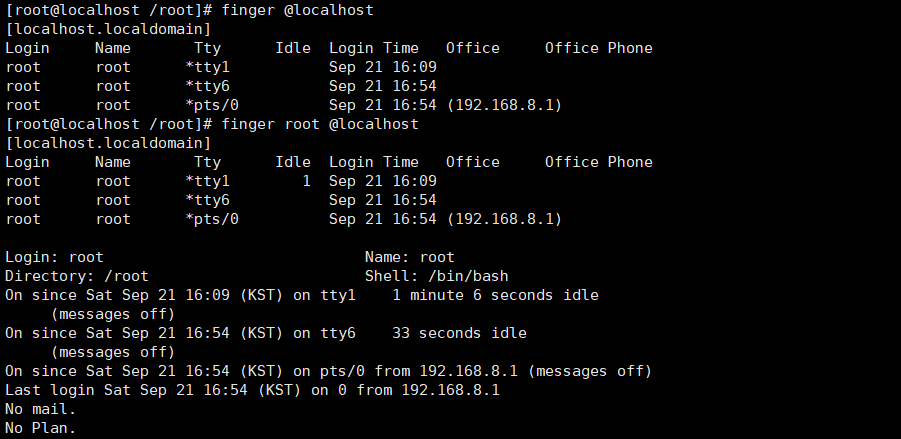 [root@localhost /root]# finger @localhost
[localhost.localdomain]
Login     Name       Tty      Idle  Login Time   Office     Office Phone
root      root      *tty1           Sep 21 16:09
root      root      *tty6           Sep 21 16:54
root      root      *pts/0          Sep 21 16:54 (192.168.8.1)
[root@localhost /root]# finger root @localhost
[localhost.localdomain]
Login     Name       Tty      Idle  Login Time   Office     Office Phone
root      root      *tty1        1  Sep 21 16:09
root      root      *tty6           Sep 21 16:54
root      root      *pts/0          Sep 21 16:54 (192.168.8.1)

Login: root                             Name: root
Directory: /root                        Shell: /bin/bash
On since Sat Sep 21 16:09 (KST) on tty1    1 minute 6 seconds idle
     (messages off)
On since Sat Sep 21 16:54 (KST) on tty6    33 seconds idle
     (messages off)
On since Sat Sep 21 16:54 (KST) on pts/0 from 192.168.8.1 (messages off)
Last login Sat Sep 21 16:54 (KST) on 0 from 192.168.8.1
No mail.
No Plan.